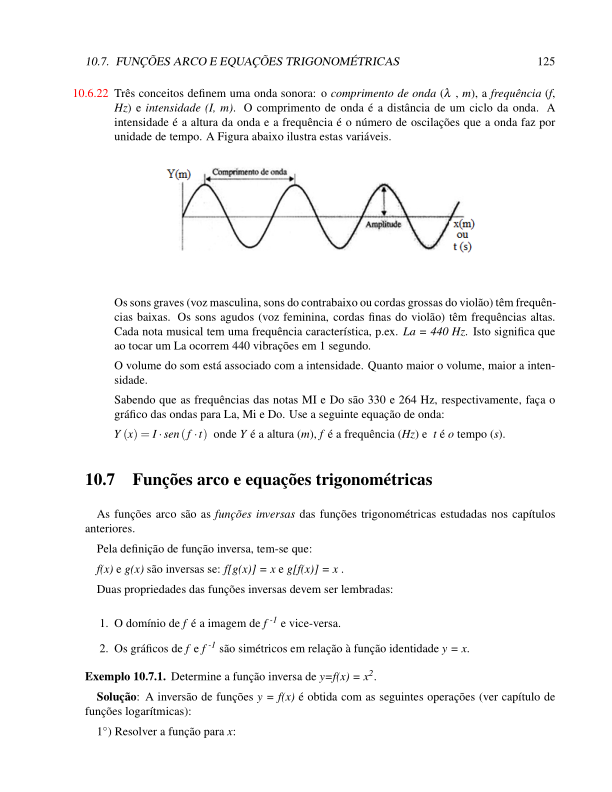 10.7. FUNÇÕES ARCO E EQUAÇÕES TRIGONOMÉTRICAS 125
10.6.22 Três conceitos definem uma onda sonora: o comprimento de onda (λ , m), a frequência (f,
Hz) e intensidade (I, m). O comprimento de onda é a distância de um ciclo da onda. A
intensidade é a altura da onda e a frequência é o número de oscilações que a onda faz por
unidade de tempo. A Figura abaixo ilustra estas variáveis.
Y(m)
Comprimento de onda
Amplitude
x(m)
ou
t (s)
Os sons graves (voz masculina, sons do contrabaixo ou cordas grossas do violão) têm frequên-
cias baixas. Os sons agudos (voz feminina, cordas finas do violão) têm frequências altas.
Cada nota musical tem uma frequência característica, p.ex. La = 440 Hz. Isto significa que
ao tocar um La ocorrem 440 vibrações em 1 segundo.
O volume do som está associado com a intensidade. Quanto maior o volume, maior a inten-
sidade.
Sabendo que as frequências das notas MI e Do são 330 e 264 Hz, respectivamente, faça o
gráfico das ondas para La, Mi e Do. Use a seguinte equação de onda:
Y (x) = I · sen (f · t) onde Y é a altura (m), f é a frequência (Hz) e t é o tempo (s).
10.7 Funções arco e equações trigonométricas
As funções arco são as funções inversas das funções trigonométricas estudadas nos capítulos
anteriores.
Pela definição de função inversa, tem-se que:
f(x) e g(x) são inversas se: f[g(x)] = x e g[f(x)] = x .
Duas propriedades das funções inversas devem ser lembradas:
1. O domínio de f é a imagem de f⁻¹ e vice-versa.
2. Os gráficos de f e f⁻¹ são simétricos em relação à função identidade y = x.
Exemplo 10.7.1. Determine a função inversa de y=f(x) = x².
Solução: A inversão de funções y = f(x) é obtida com as seguintes operações (ver capítulo de
funções logarítmicas):
1°) Resolver a função para x: